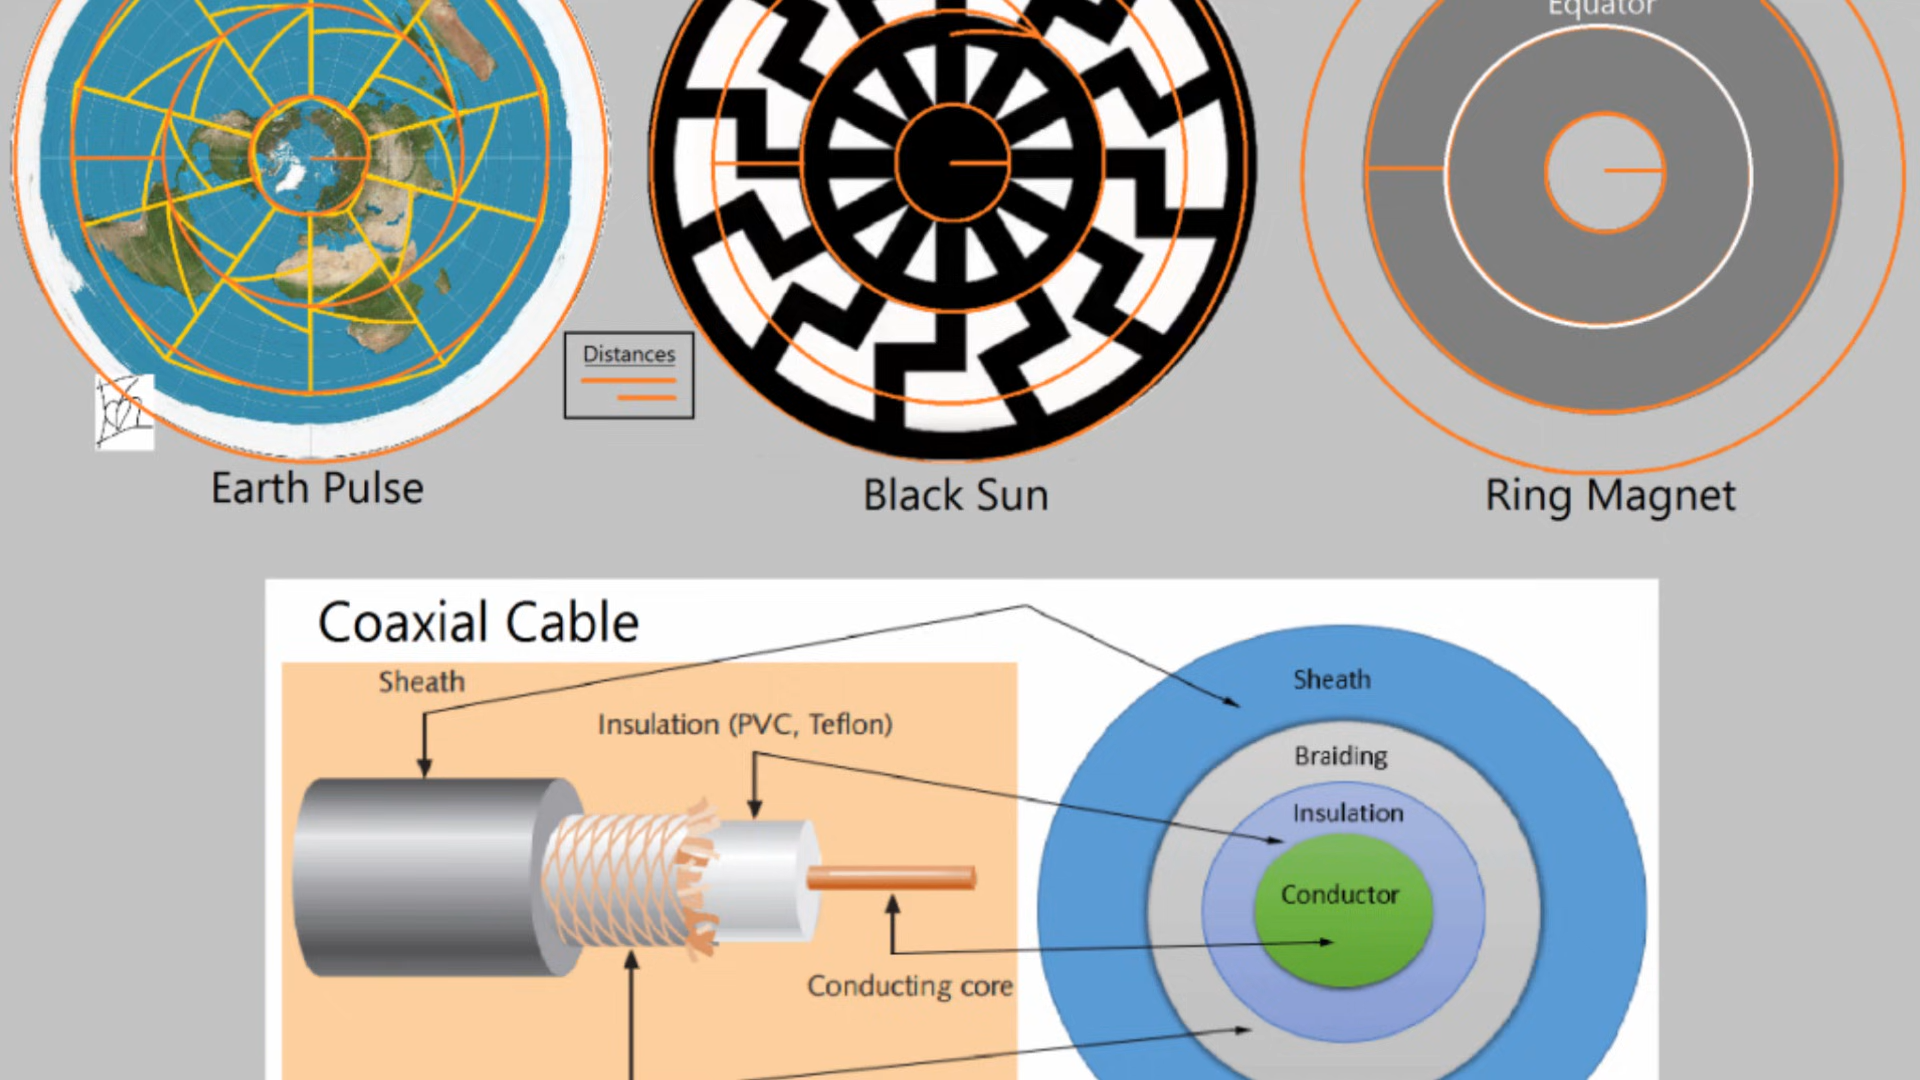 Equator
Distances
Earth Pulse
Black Sun
Ring Magnet
Coaxial Cable
Sheath
Sheath
Insulation (PVC, Teflon)
Braiding
Insulation
Conductor
Conducting core